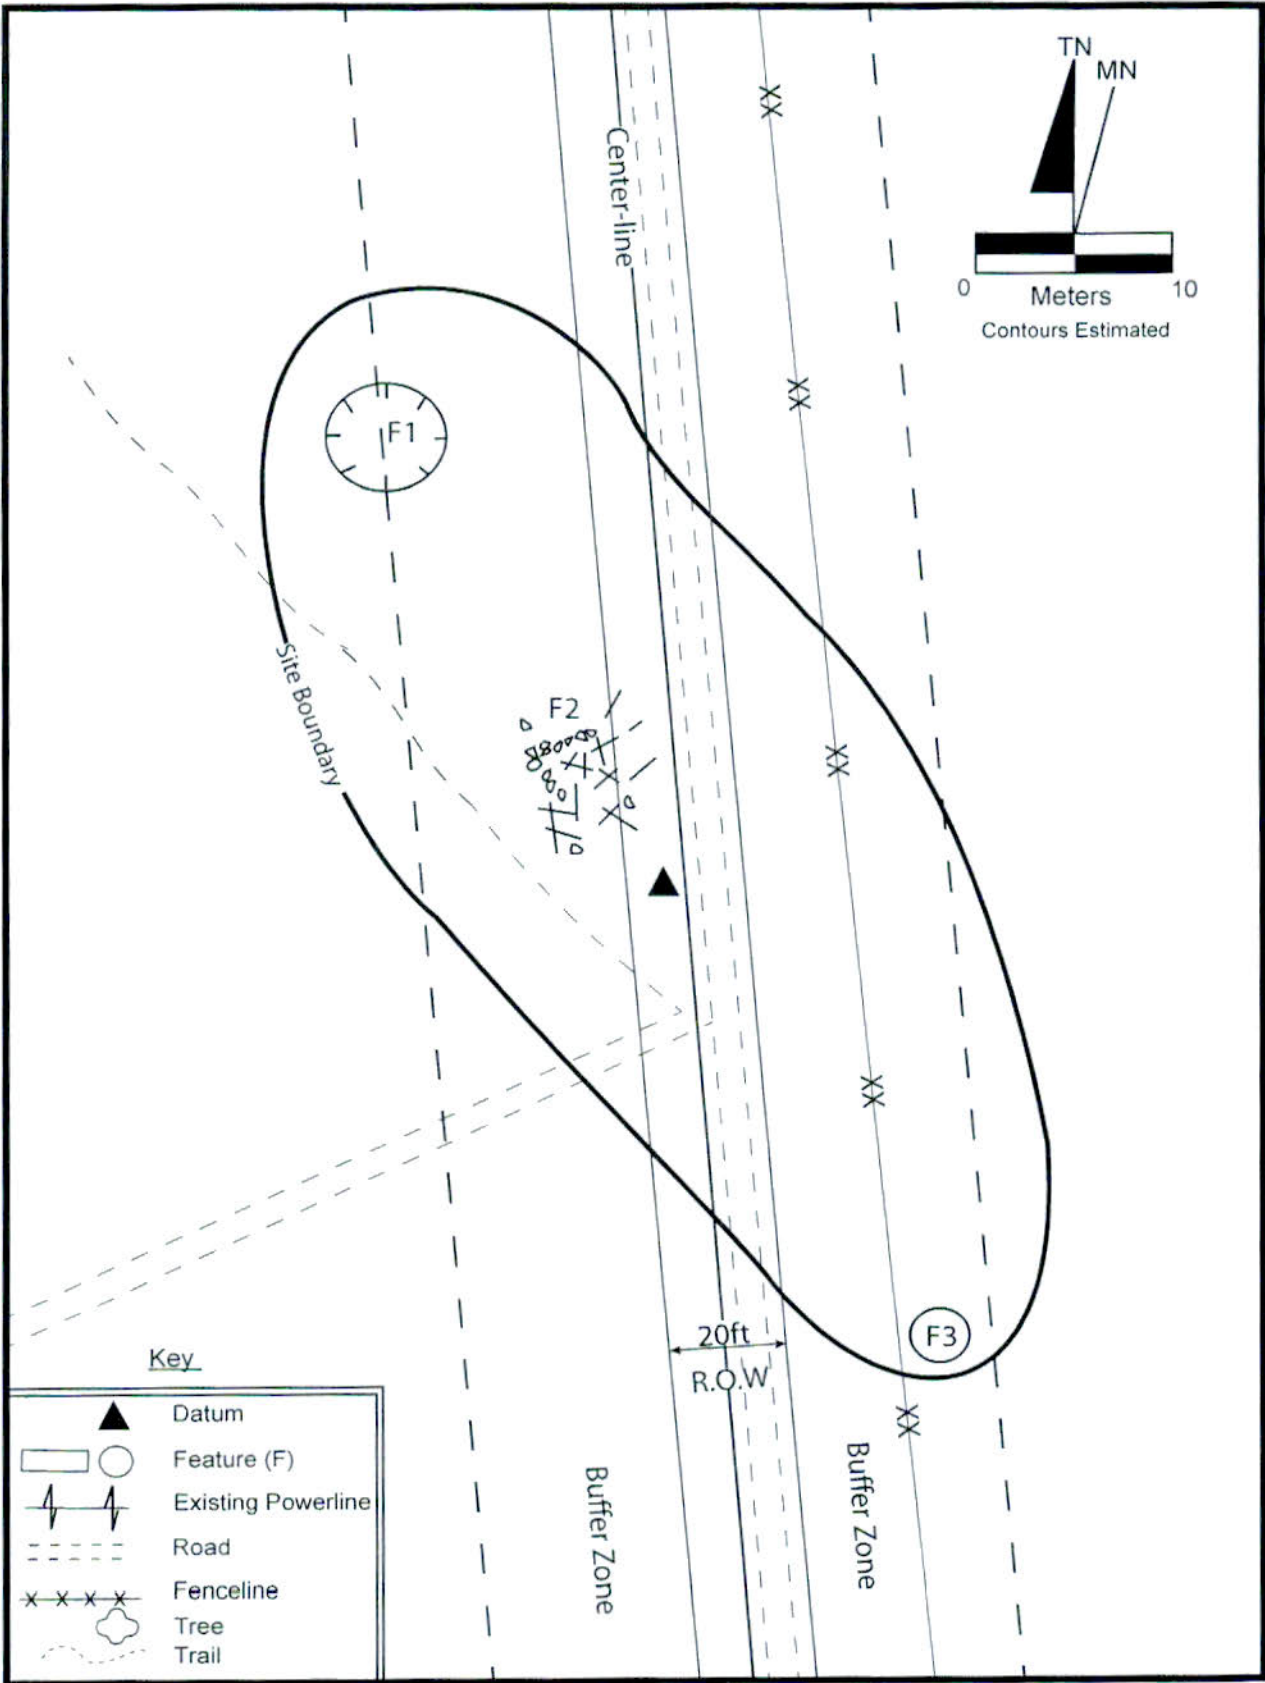 TN
MN
0
10
Meters
Contours Estimated
Center-line
F1
Site Boundary
F2
20ft
R.O.W
F3
Buffer Zone
Buffer Zone
Key
Datum
Feature (F)
Existing Powerline
Road
Fenceline
Tree
Trail